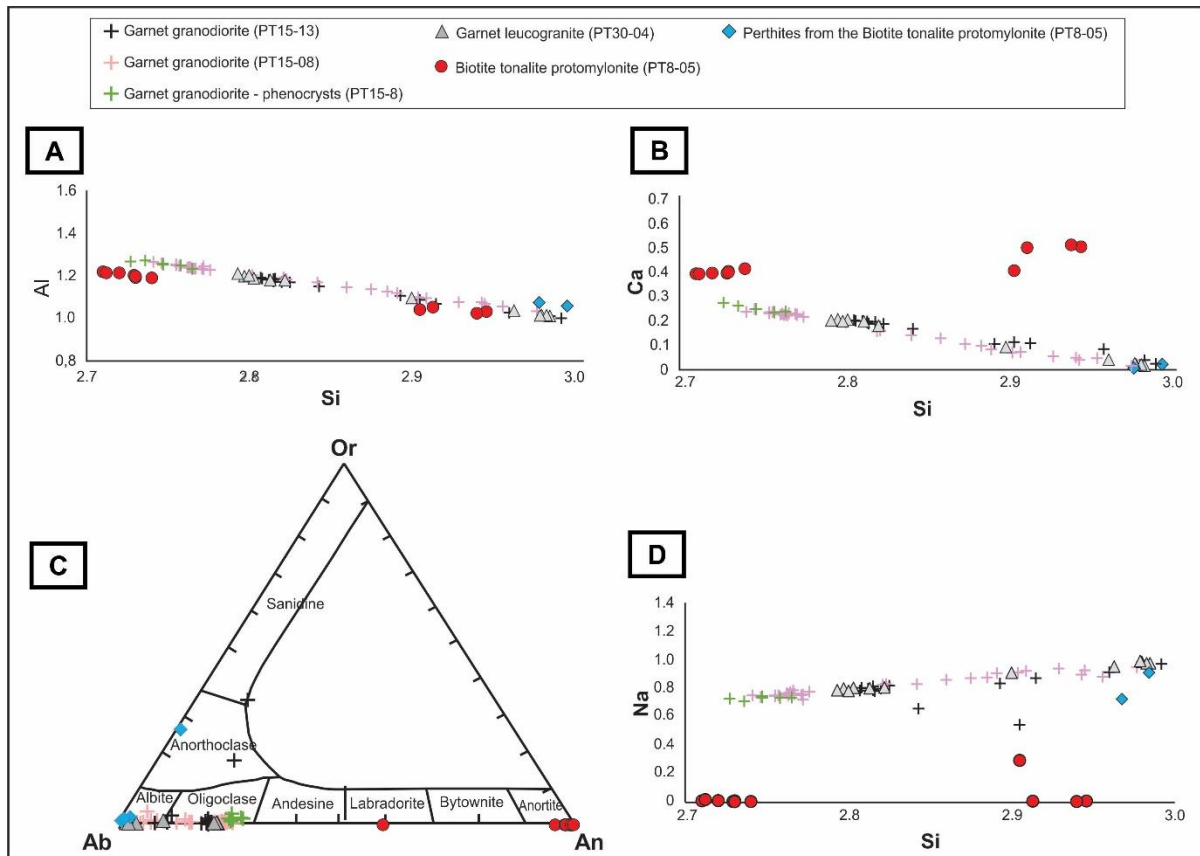 Garnet granodiorite (PT15-13)
Garnet leucogranite (PT30-04)
Perthites from the Biotite tonalite protomylonite (PT8-05)
Garnet granodiorite (PT15-08)
Biotite tonalite protomylonite (PT8-05)
Garnet granodiorite - phenocrysts (PT15-8)
A
1.6
1.4
1.2
1.0
0,8
Al
2.7
2.8
2.9
3.0
Si
B
0.7
0.6
0.5
0.4
0.3
0.2
0.1
0
Ca
2.7
2.8
2.9
3.0
Si
C
Or
Sanidine
Anorthoclase
Albite
Oligoclase
Andesine
Labradorite
Bytownite
Anortite
Ab
An
D
1.4
1.2
1.0
0.8
0.6
0.4
0.2
0
Na
2.7
2.8
2.9
3.0
Si